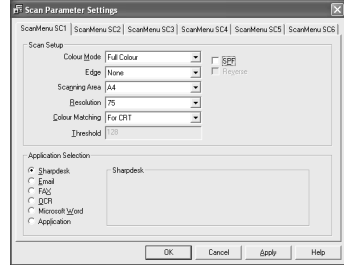 Scan Parameter Settings
ScanMenu SC1 ScanMenu SC2 ScanMenu SC3 ScanMenu SC4 ScanMenu SC5 ScanMenu SC6
Scan Setup
Colour Mode Full Colour SPF
Edge None Reverse
Scanning Area A4
Resolution 75
Colour Matching For CRT
Threshold 128
Application Selection
Sharpdesk Sharpdesk
Email
FAX
OCR
Microsoft Word
Application
OK Cancel Apply Help